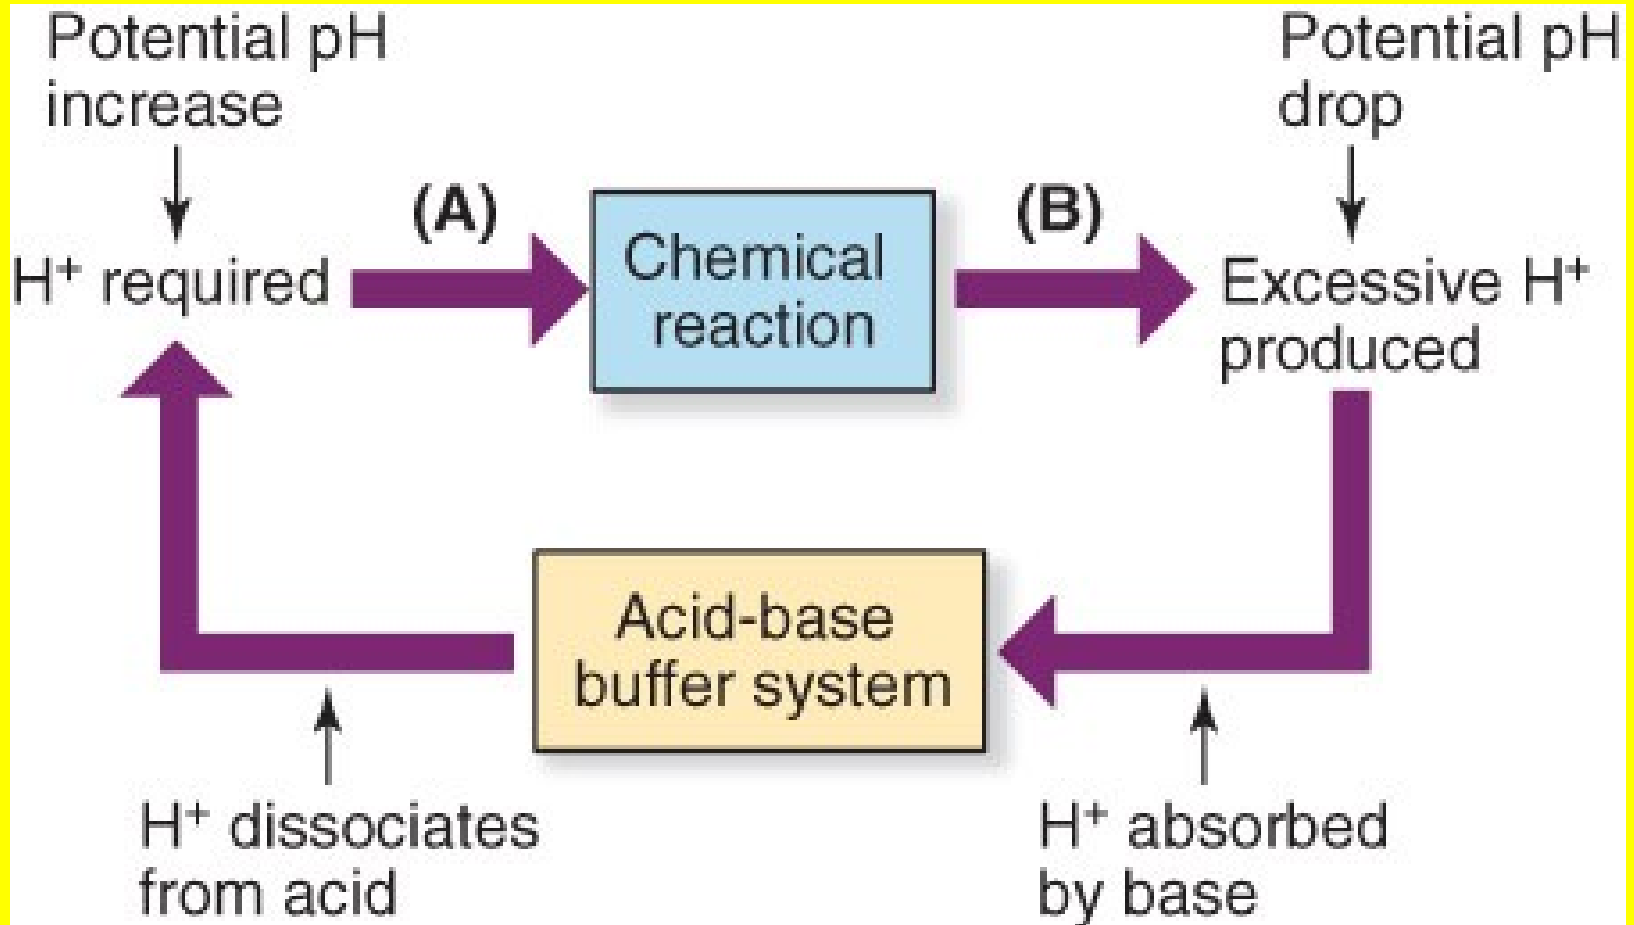 Potential pH
increase
Potential pH
drop
(A)
(B)
H⁺ required
Chemical
reaction
Excessive H⁺
produced
Acid-base
buffer system
H⁺ dissociates
from acid
H⁺ absorbed
by base